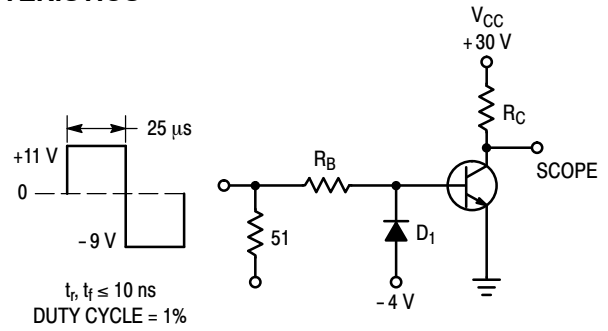 V_CC
+30 V
R_C
SCOPE
25 μs
+11 V
0
– 9 V
t_r, t_f ≤ 10 ns
DUTY CYCLE = 1%
R_B
51
D_1
– 4 V